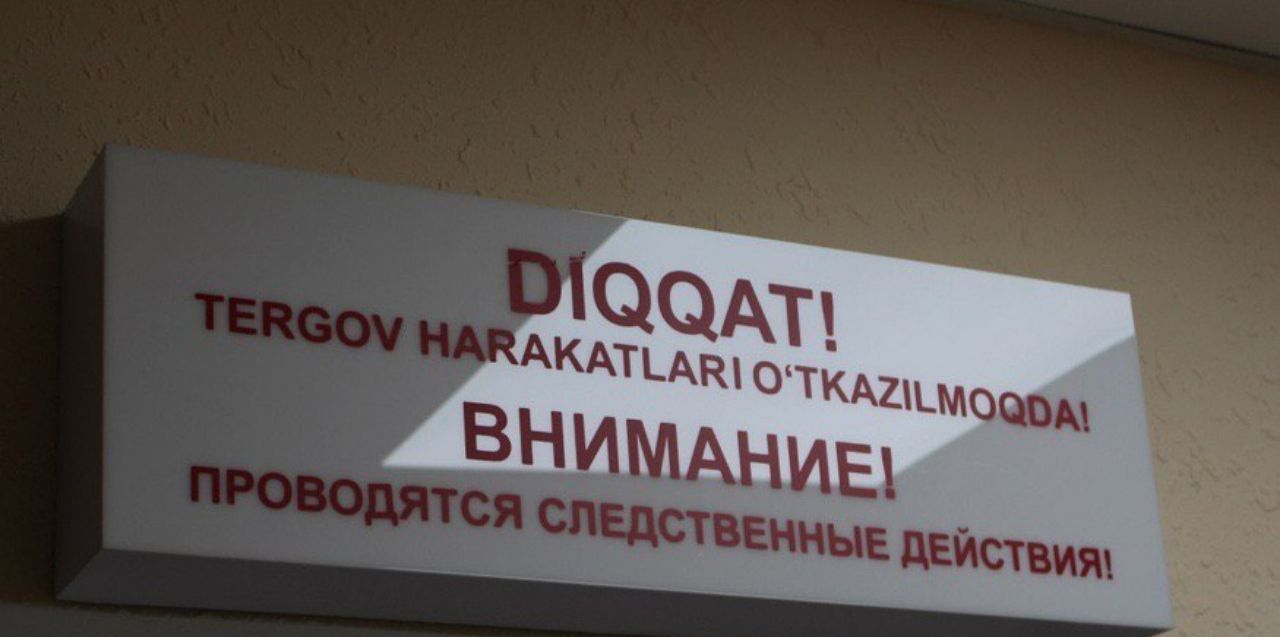 DIQQAT!
TERGOV HARAKATLARI O‘TKAZILMOQDA!
ВНИМАНИЕ!
ПРОВОДЯТСЯ СЛЕДСТВЕННЫЕ ДЕЙСТВИЯ!